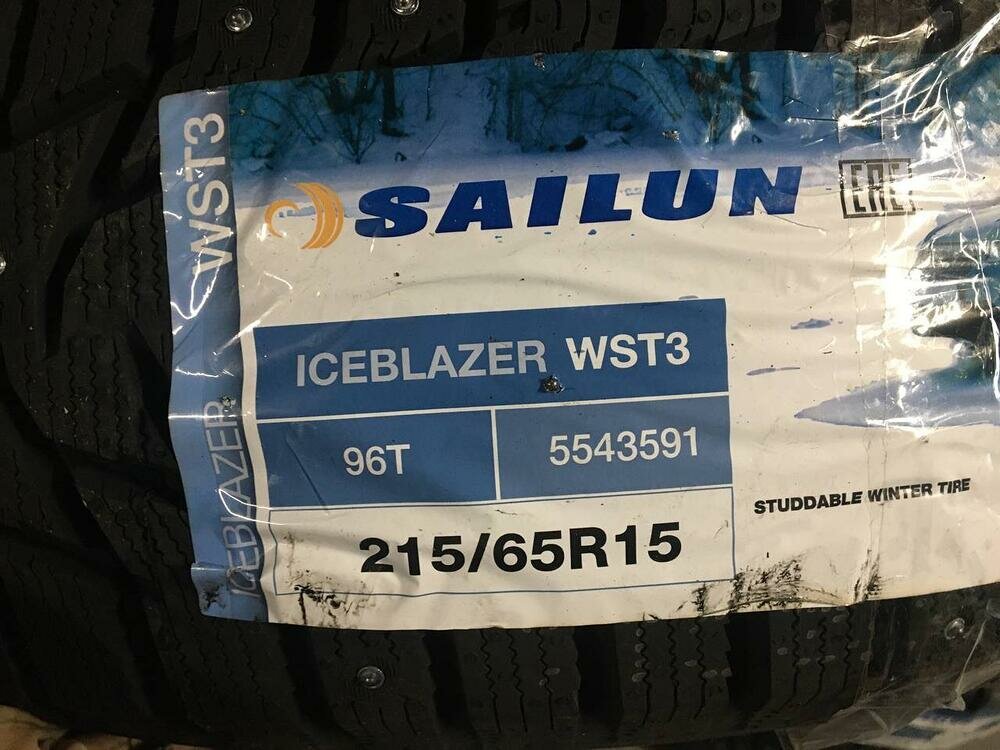 WST3
ICEBLAZER
SAILUN
EAC
ICEBLAZER WST3
96T
5543591
215/65R15
STUDDABLE WINTER TIRE